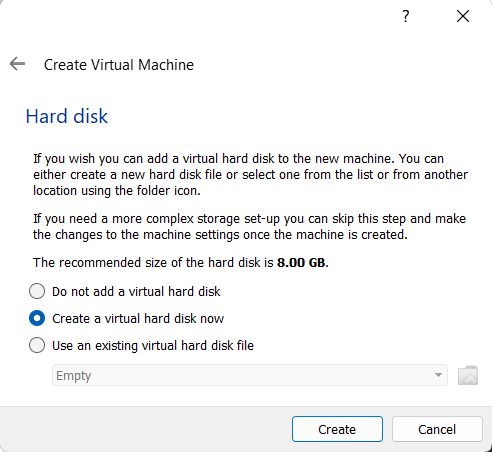 ?
Create Virtual Machine
Hard disk
If you wish you can add a virtual hard disk to the new machine. You can
either create a new hard disk file or select one from the list or from another
location using the folder icon.
If you need a more complex storage set-up you can skip this step and make
the changes to the machine settings once the machine is created.
The recommended size of the hard disk is 8.00 GB.
Do not add a virtual hard disk
Create a virtual hard disk now
Use an existing virtual hard disk file
Empty
Create Cancel